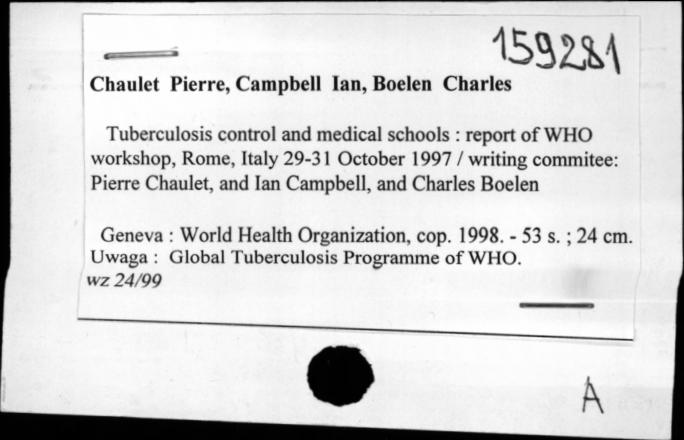 159281
Chaulet Pierre, Campbell Ian, Boelen Charles
Tuberculosis control and medical schools : report of WHO
workshop, Rome, Italy 29-31 October 1997 / writing commitee:
Pierre Chaulet, and Ian Campbell, and Charles Boelen
Geneva : World Health Organization, cop. 1998. - 53 s. ; 24 cm.
Uwaga : Global Tuberculosis Programme of WHO.
wz 24/99
A